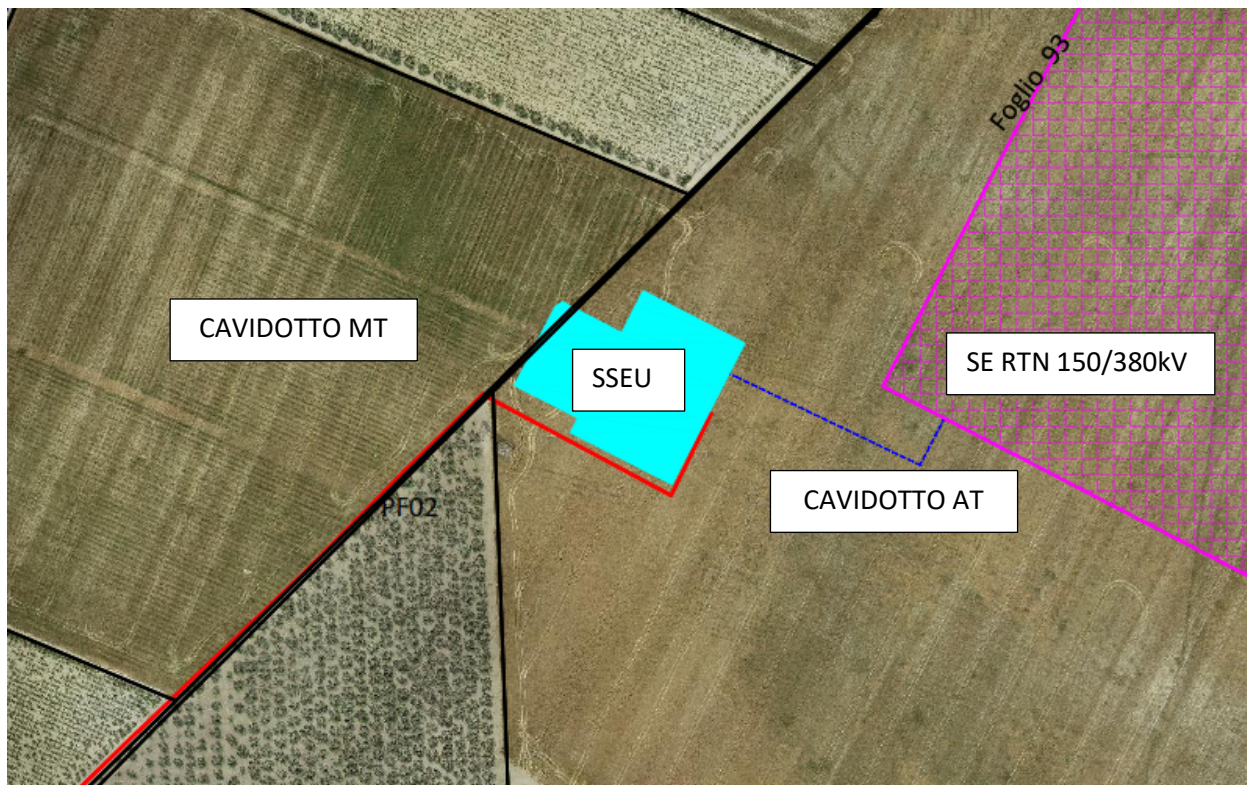 Foglio 93
CAVIDOTTO MT
SSEU
SE RTN 150/380kV
CAVIDOTTO AT
PF02